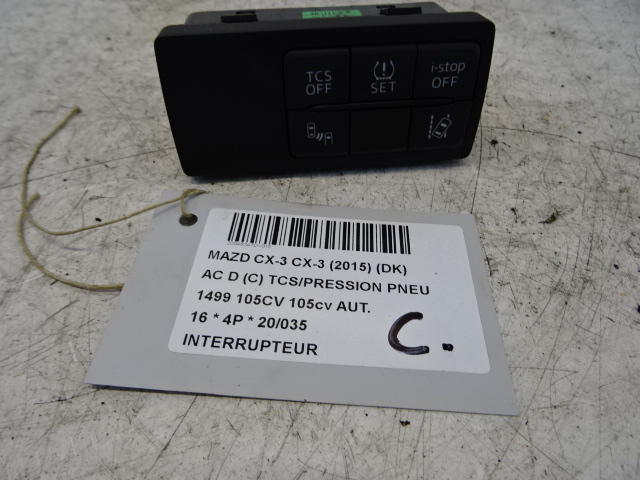 TCS
OFF
SET
i-stop
OFF
MAZD CX-3 CX-3 (2015) (DK)
AC D (C) TCS/PRESSION PNEU
1499 105CV 105cv AUT.
16 * 4P * 20/035
INTERRUPTEUR
C.